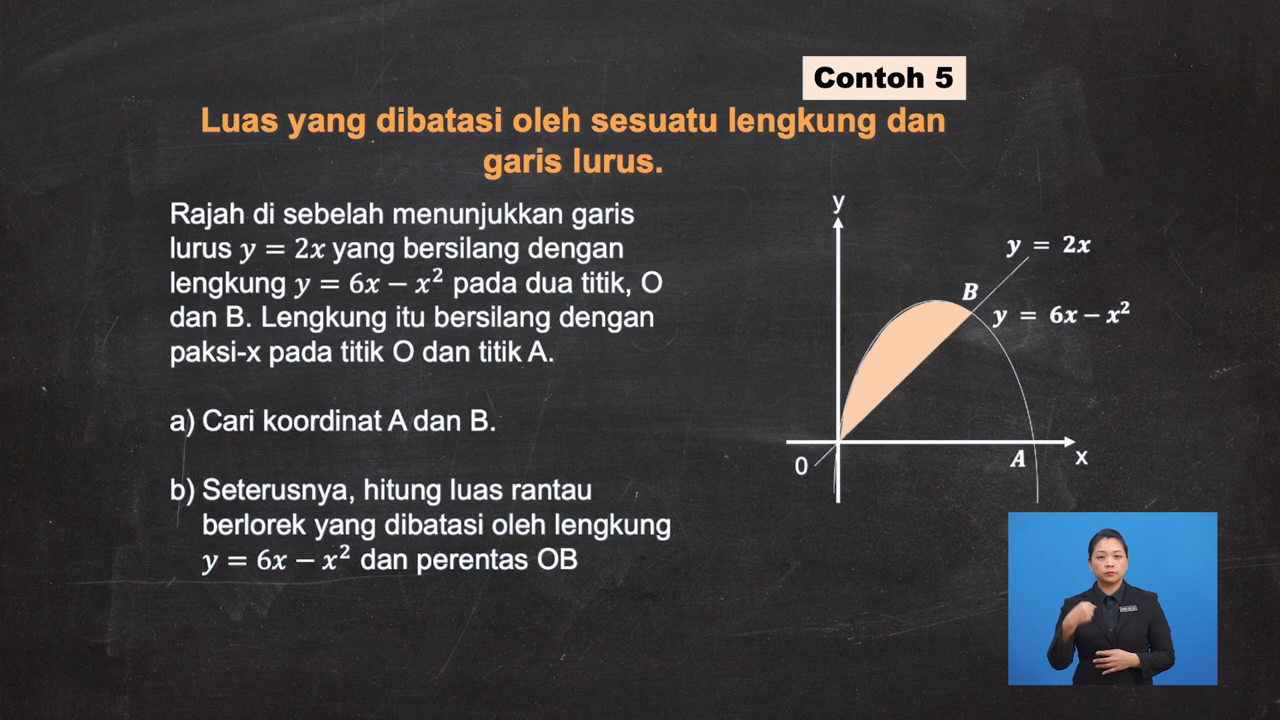 Contoh 5
Luas yang dibatasi oleh sesuatu lengkung dan
garis lurus.
Rajah di sebelah menunjukkan garis
lurus y = 2x yang bersilang dengan
lengkung y = 6x − x² pada dua titik, O
dan B. Lengkung itu bersilang dengan
paksi-x pada titik O dan titik A.
a) Cari koordinat A dan B.
b) Seterusnya, hitung luas rantau
berlorek yang dibatasi oleh lengkung
y = 6x − x² dan perentas OB
y
y = 2x
B
y = 6x − x²
0
A
x